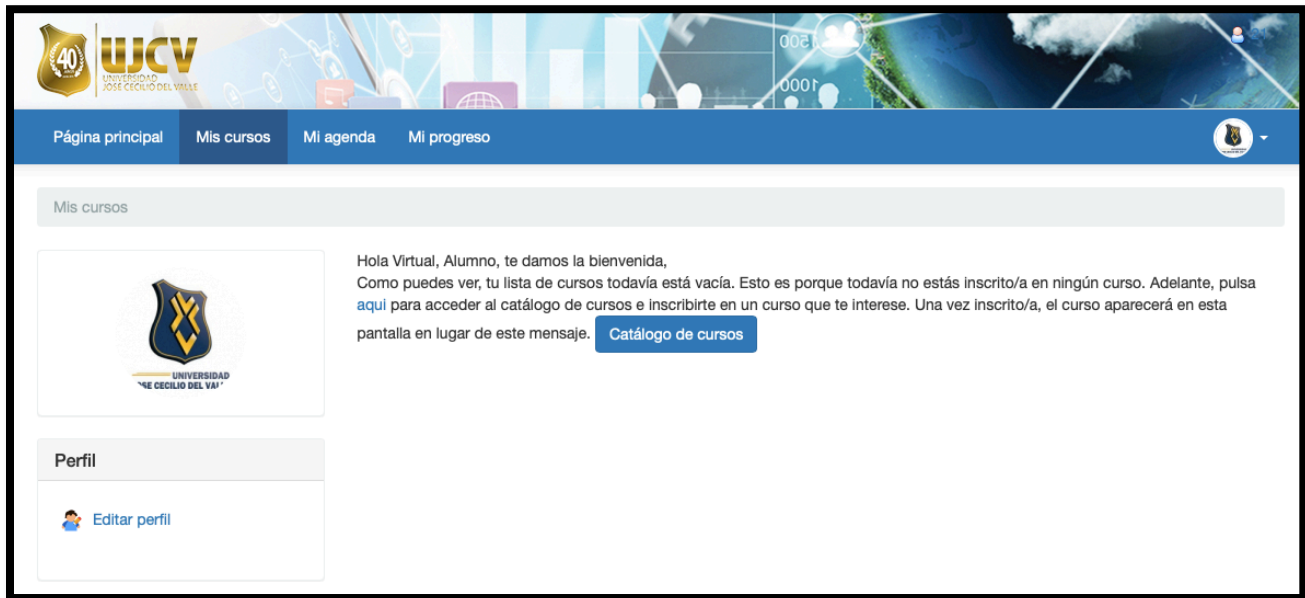 40
UJCV
UNIVERSIDAD
JOSE CECILIO DEL VALLE
1500
1000
Página principal Mis cursos Mi agenda Mi progreso
Mis cursos
Hola Virtual, Alumno, te damos la bienvenida,
Como puedes ver, tu lista de cursos todavía está vacía. Esto es porque todavía no estás inscrito/a en ningún curso. Adelante, pulsa
aqui para acceder al catálogo de cursos e inscribirte en un curso que te interese. Una vez inscrito/a, el curso aparecerá en esta
pantalla en lugar de este mensaje. Catálogo de cursos
UNIVERSIDAD
Perfil
Editar perfil